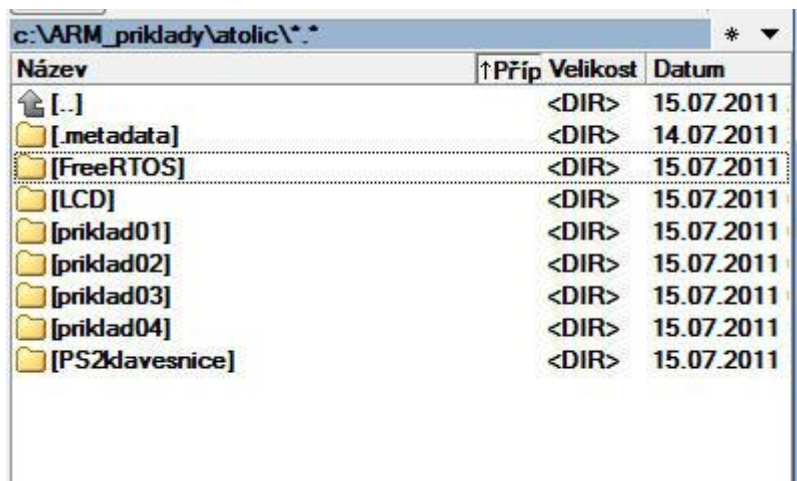 c:\ARM_priklady\atolic\*.*
Název ↑Příp Velikost Datum
[..] <DIR> 15.07.2011
[.metadata] <DIR> 14.07.2011
[FreeRTOS] <DIR> 15.07.2011
[LCD] <DIR> 15.07.2011
[priklad01] <DIR> 15.07.2011
[priklad02] <DIR> 15.07.2011
[priklad03] <DIR> 15.07.2011
[priklad04] <DIR> 15.07.2011
[PS2klavesnice] <DIR> 15.07.2011